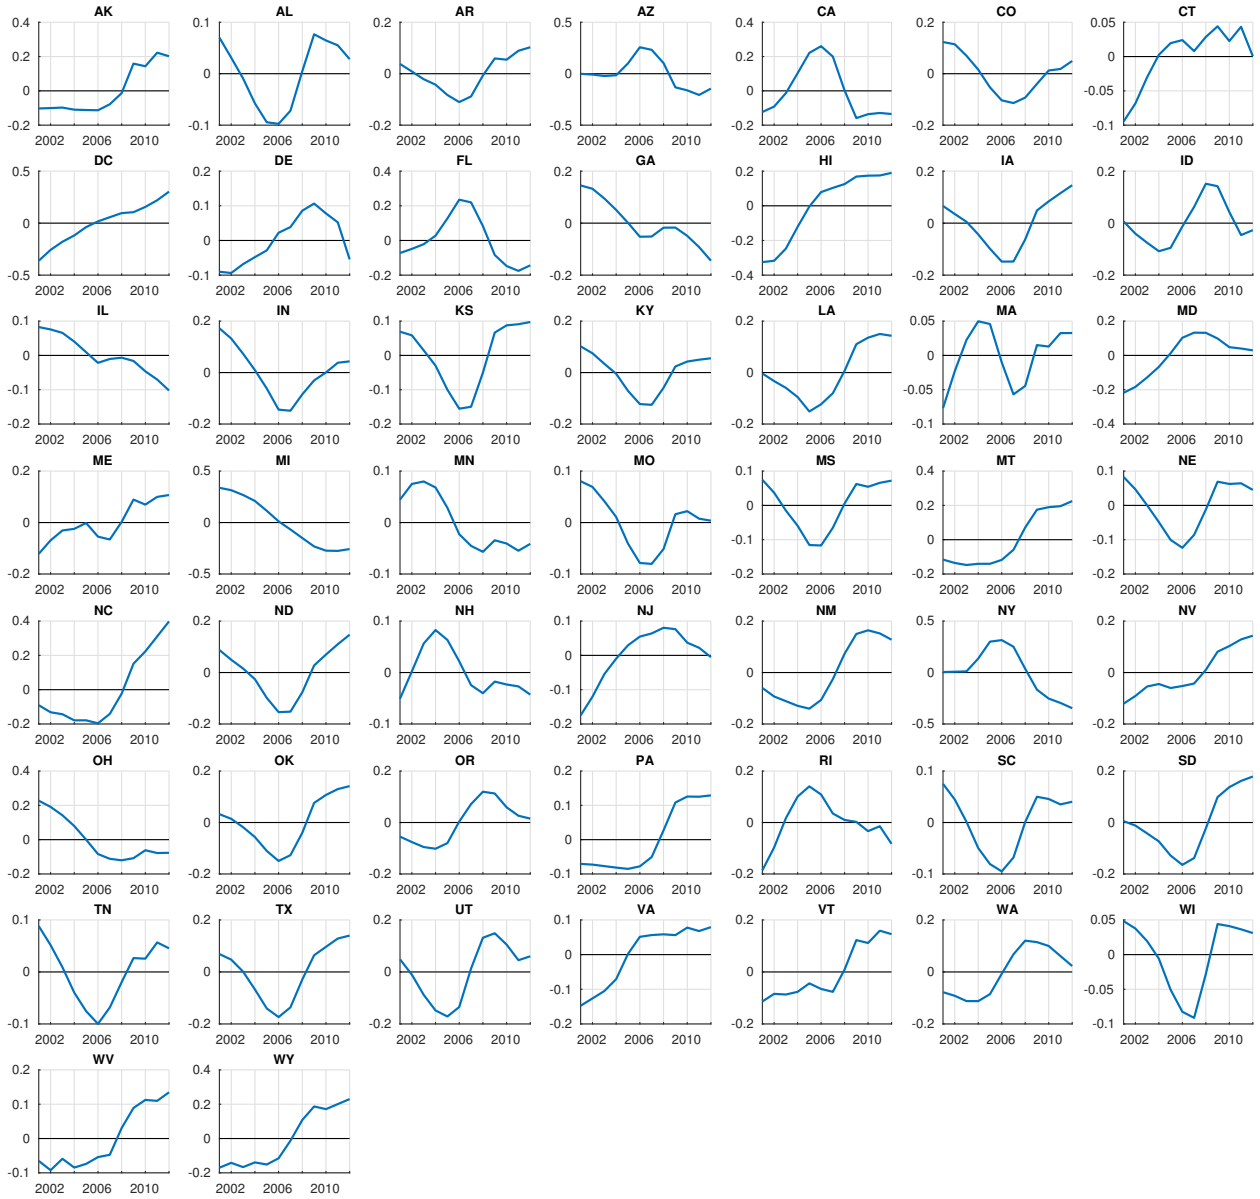 AK
0.4
0.2
0
-0.2
2002 2006 2010
AL
0.1
0
-0.1
2002 2006 2010
AR
0.2
0
-0.2
2002 2006 2010
AZ
0.5
0
-0.5
2002 2006 2010
CA
0.4
0.2
0
-0.2
2002 2006 2010
CO
0.2
0
-0.2
2002 2006 2010
CT
0.05
0
-0.05
-0.1
2002 2006 2010
DC
0.5
0
-0.5
2002 2006 2010
DE
0.2
0.1
0
-0.1
2002 2006 2010
FL
0.4
0.2
0
-0.2
2002 2006 2010
GA
0.2
0
-0.2
2002 2006 2010
HI
0.2
0
-0.2
-0.4
2002 2006 2010
IA
0.2
0
-0.2
2002 2006 2010
ID
0.2
0
-0.2
2002 2006 2010
IL
0.1
0
-0.1
-0.2
2002 2006 2010
IN
0.2
0
-0.2
2002 2006 2010
KS
0.1
0
-0.1
-0.2
2002 2006 2010
KY
0.2
0
-0.2
2002 2006 2010
LA
0.2
0
-0.2
2002 2006 2010
MA
0.05
0
-0.05
-0.1
2002 2006 2010
MD
0.2
0
-0.2
-0.4
2002 2006 2010
ME
0.2
0
-0.2
2002 2006 2010
MI
0.5
0
-0.5
2002 2006 2010
MN
0.1
0
-0.1
2002 2006 2010
MO
0.1
0
-0.1
2002 2006 2010
MS
0.1
0
-0.1
-0.2
2002 2006 2010
MT
0.4
0.2
0
-0.2
2002 2006 2010
NE
0.1
0
-0.1
-0.2
2002 2006 2010
NC
0.4
0.2
0
-0.2
2002 2006 2010
ND
0.2
0
-0.2
2002 2006 2010
NH
0.1
0
-0.1
2002 2006 2010
NJ
0.1
0
-0.1
-0.2
2002 2006 2010
NM
0.2
0
-0.2
2002 2006 2010
NY
0.5
0
-0.5
2002 2006 2010
NV
0.2
0
-0.2
2002 2006 2010
OH
0.4
0.2
0
-0.2
2002 2006 2010
OK
0.2
0
-0.2
2002 2006 2010
OR
0.2
0
-0.2
2002 2006 2010
PA
0.2
0.1
0
-0.1
2002 2006 2010
RI
0.2
0
-0.2
2002 2006 2010
SC
0.1
0
-0.1
2002 2006 2010
SD
0.2
0
-0.2
2002 2006 2010
TN
0.1
0
-0.1
2002 2006 2010
TX
0.2
0
-0.2
2002 2006 2010
UT
0.2
0
-0.2
2002 2006 2010
VA
0.1
0
-0.1
-0.2
2002 2006 2010
VT
0.2
0
-0.2
2002 2006 2010
WA
0.2
0
-0.2
2002 2006 2010
WI
0.05
0
-0.05
-0.1
2002 2006 2010
WV
0.2
0.1
0
-0.1
2002 2006 2010
WY
0.4
0.2
0
-0.2
2002 2006 2010